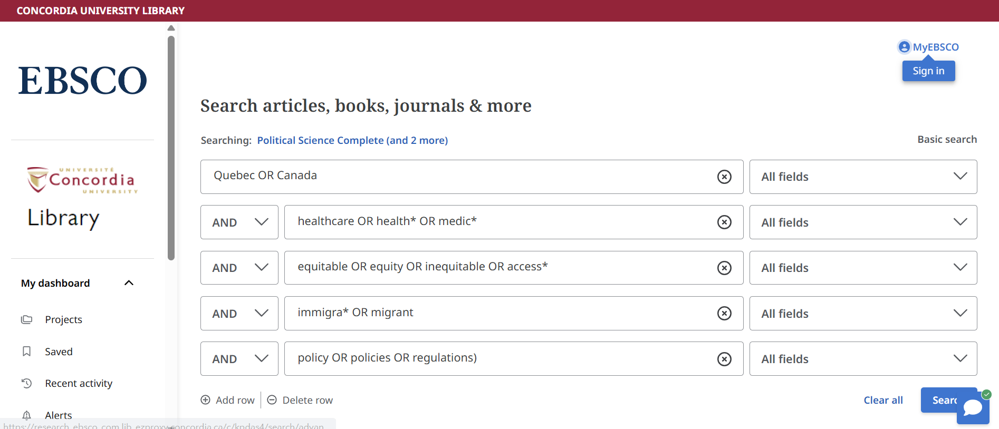 CONCORDIA UNIVERSITY LIBRARY
EBSCO
UNIVERSITÉ
Concordia
UNIVERSITY
Library
My dashboard
Projects
Saved
Recent activity
Alerts
MyEBSCO
Sign in
Search articles, books, journals & more
Searching: Political Science Complete (and 2 more)
Basic search
Quebec OR Canada
All fields
AND
healthcare OR health* OR medic*
All fields
AND
equitable OR equity OR inequitable OR access*
All fields
AND
immigra* OR migrant
All fields
AND
policy OR policies OR regulations)
All fields
Add row
Delete row
Clear all
Searc
https://research.ebsco.com.lib-ezproxy.concordia.ca/c/kpdas4/search/advan...